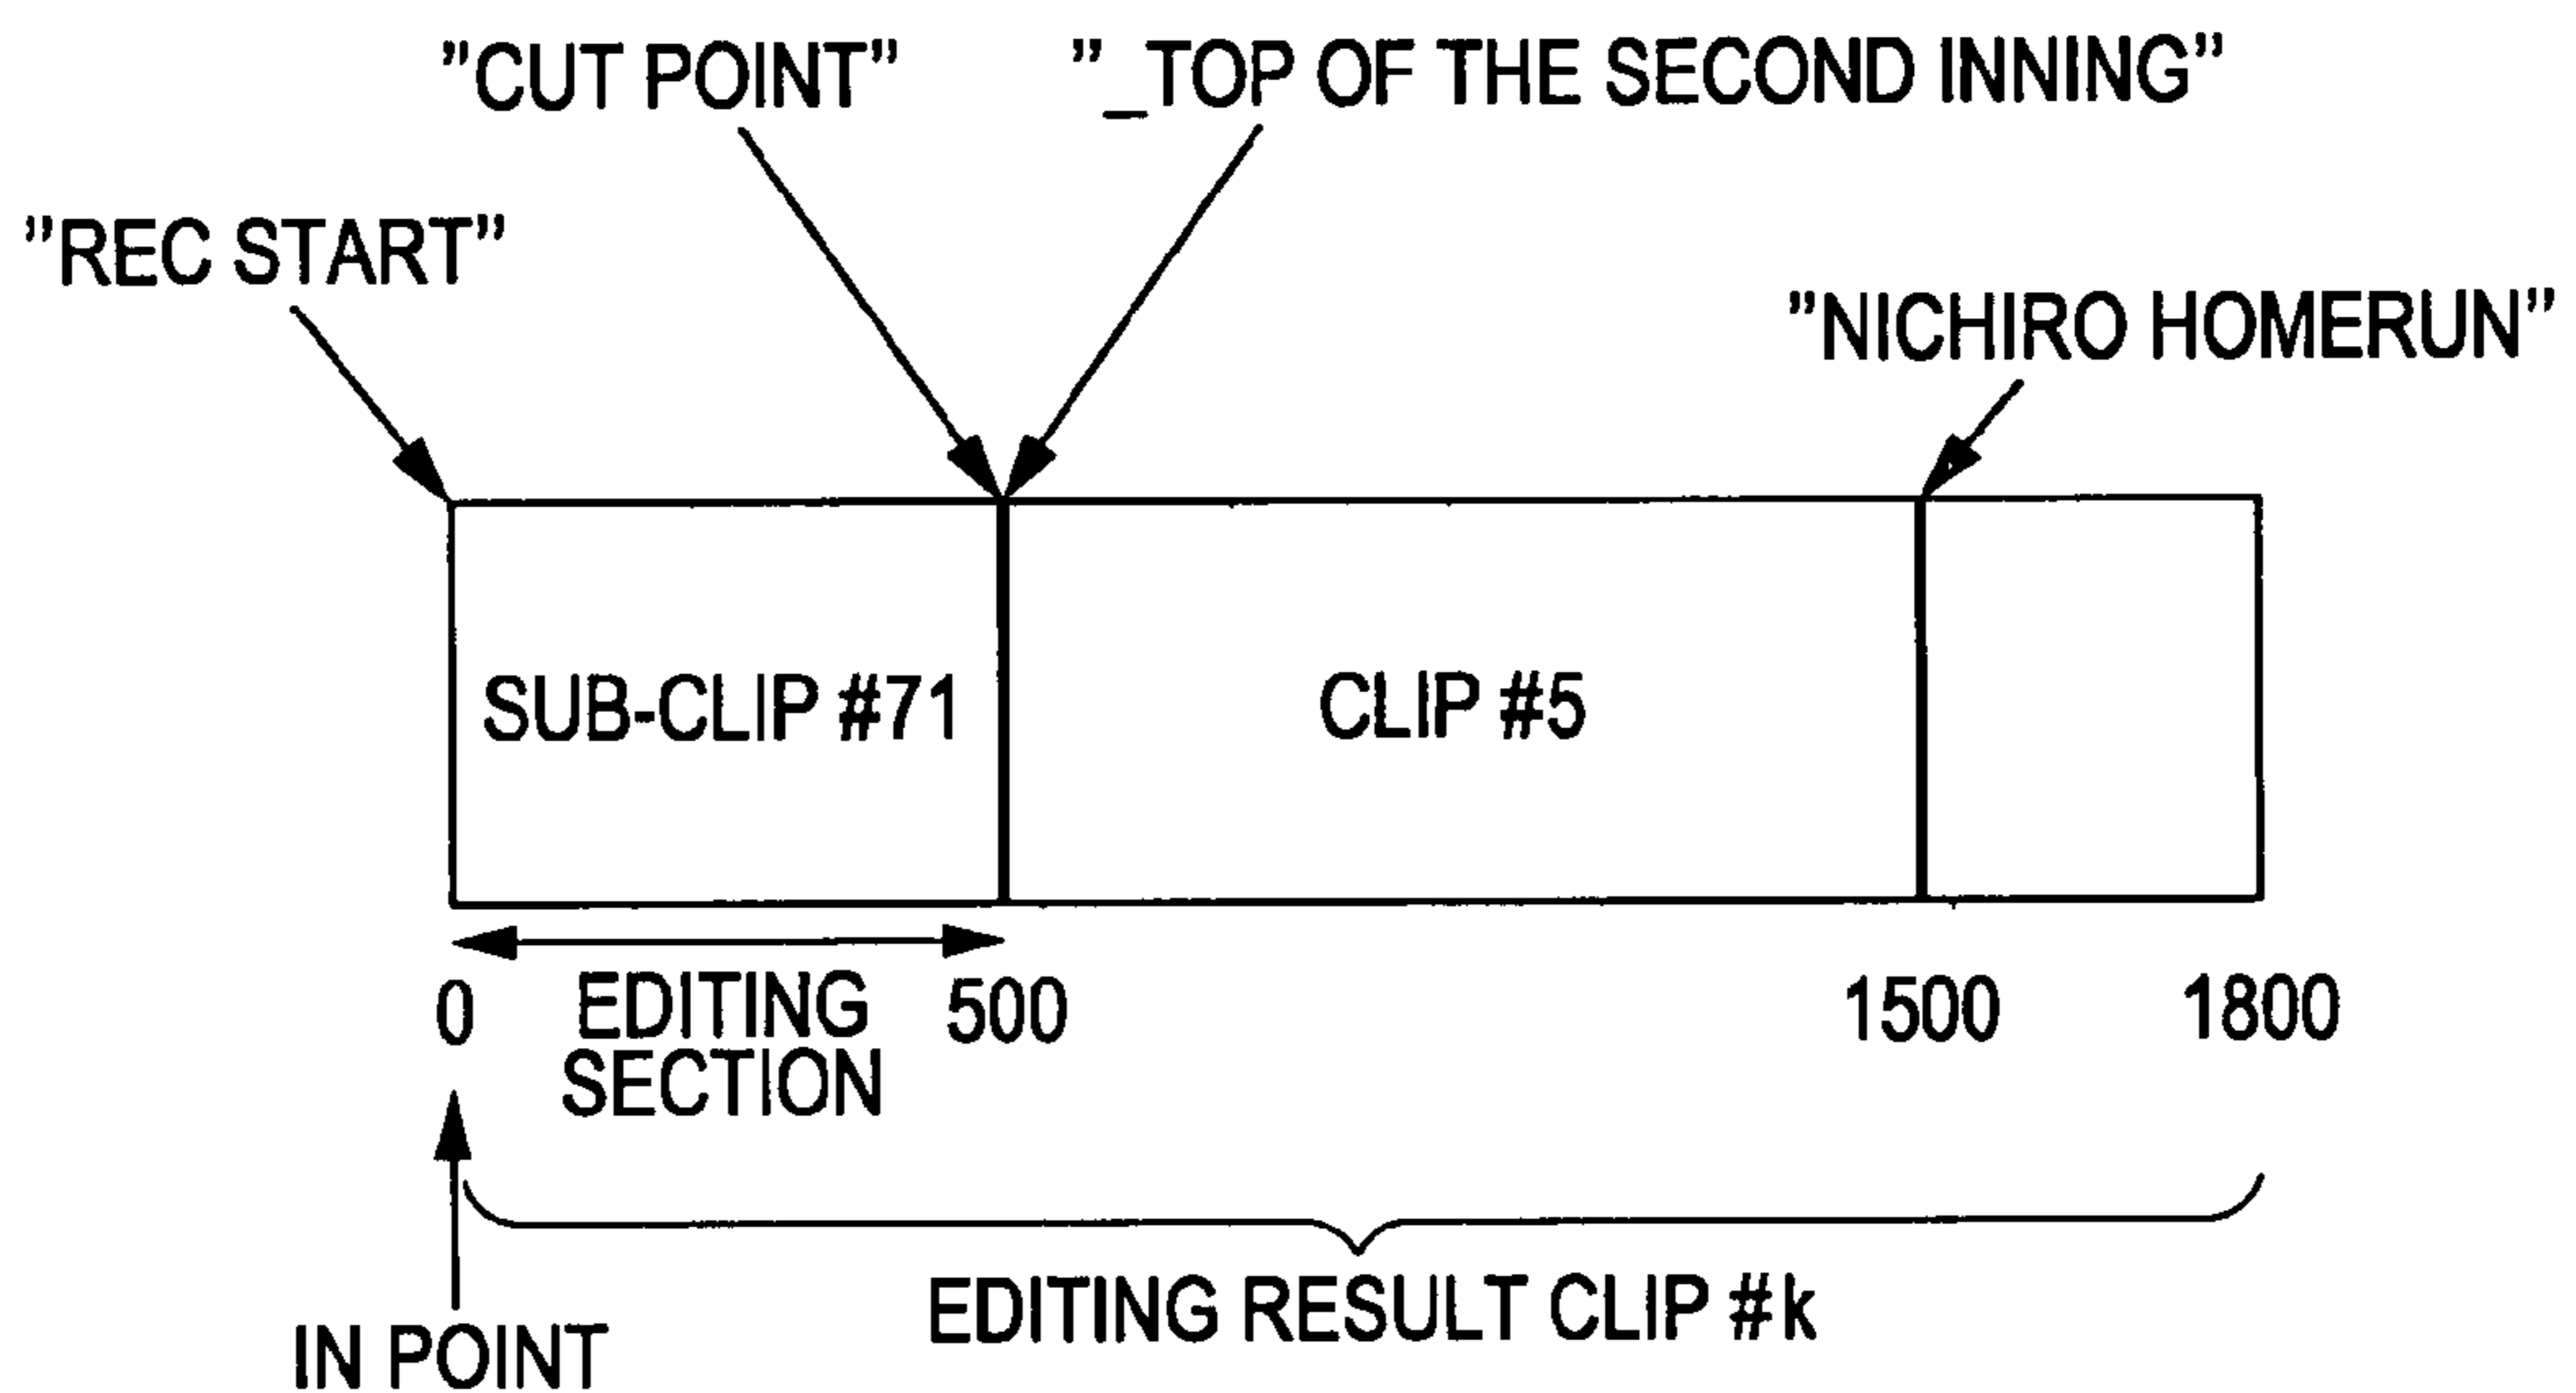 "CUT POINT"
"_TOP OF THE SECOND INNING"
"REC START"
"NICHIRO HOMERUN"
SUB-CLIP #71
CLIP #5
0
EDITING
SECTION
500
1500
1800
IN POINT
EDITING RESULT CLIP #k